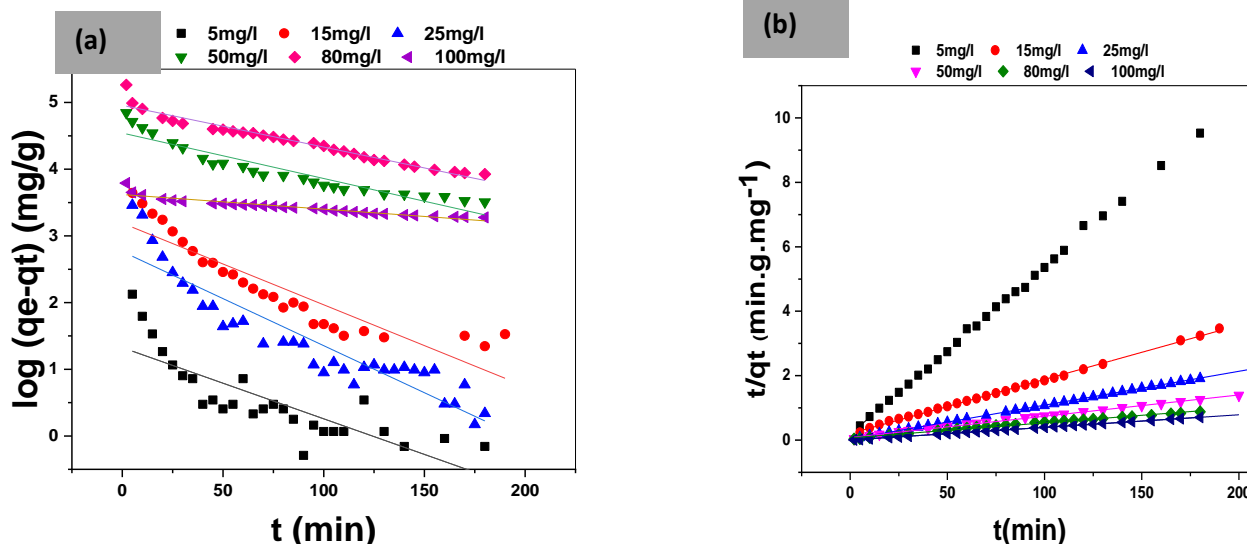 (a)
5mg/l 15mg/l 25mg/l
50mg/l 80mg/l 100mg/l
log (qe-qt) (mg/g)
5
4
3
2
1
0
0 50 100 150 200
t (min)
(b)
5mg/l 15mg/l 25mg/l
50mg/l 80mg/l 100mg/l
t/qt (min.g.mg⁻¹)
10
8
6
4
2
0
0 50 100 150 200
t(min)